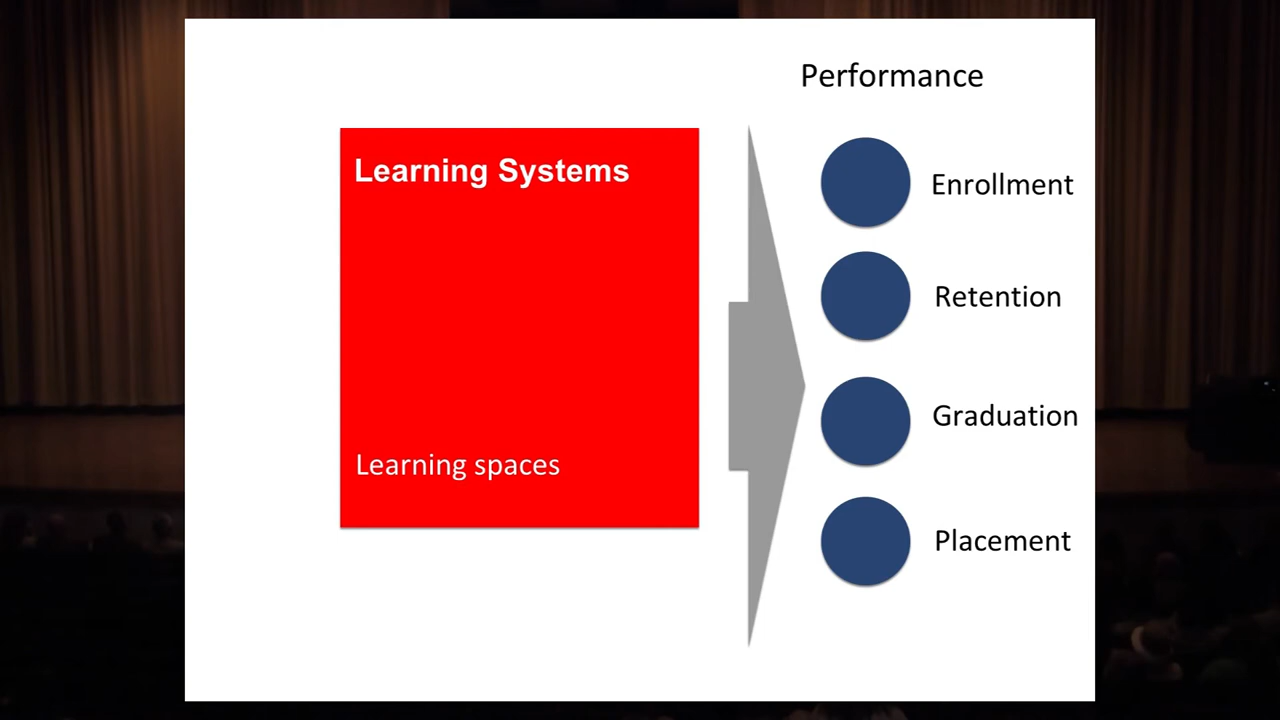 Performance
Learning Systems
Enrollment
Retention
Graduation
Learning spaces
Placement